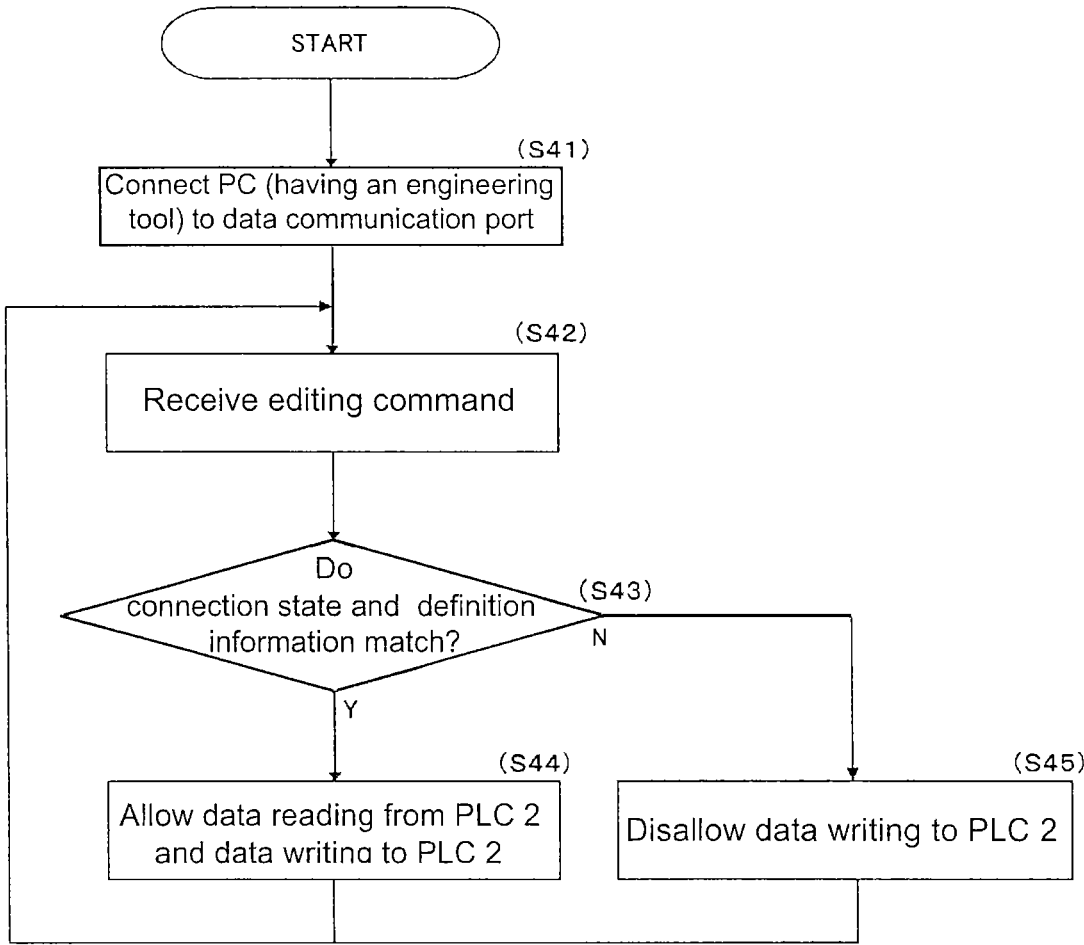 START
(S41)
Connect PC (having an engineering
tool) to data communication port
(S42)
Receive editing command
Do
connection state and definition
information match?
(S43)
N
Y
(S44)
Allow data reading from PLC 2
and data writing to PLC 2
(S45)
Disallow data writing to PLC 2